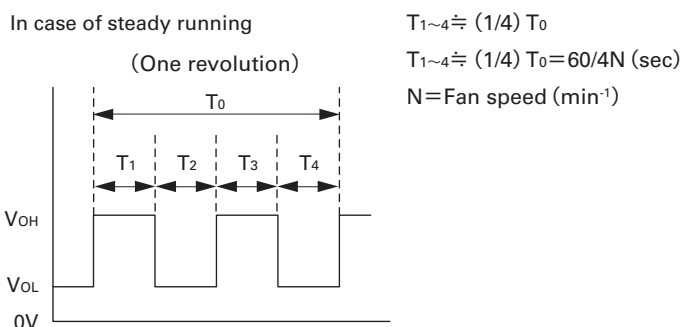 In case of steady running
(One revolution)
T0
T1 T2 T3 T4
VOH
VOL
0V
T1~4≒ (1/4) T0
T1~4≒ (1/4) T0=60/4N (sec)
N=Fan speed (min-1)